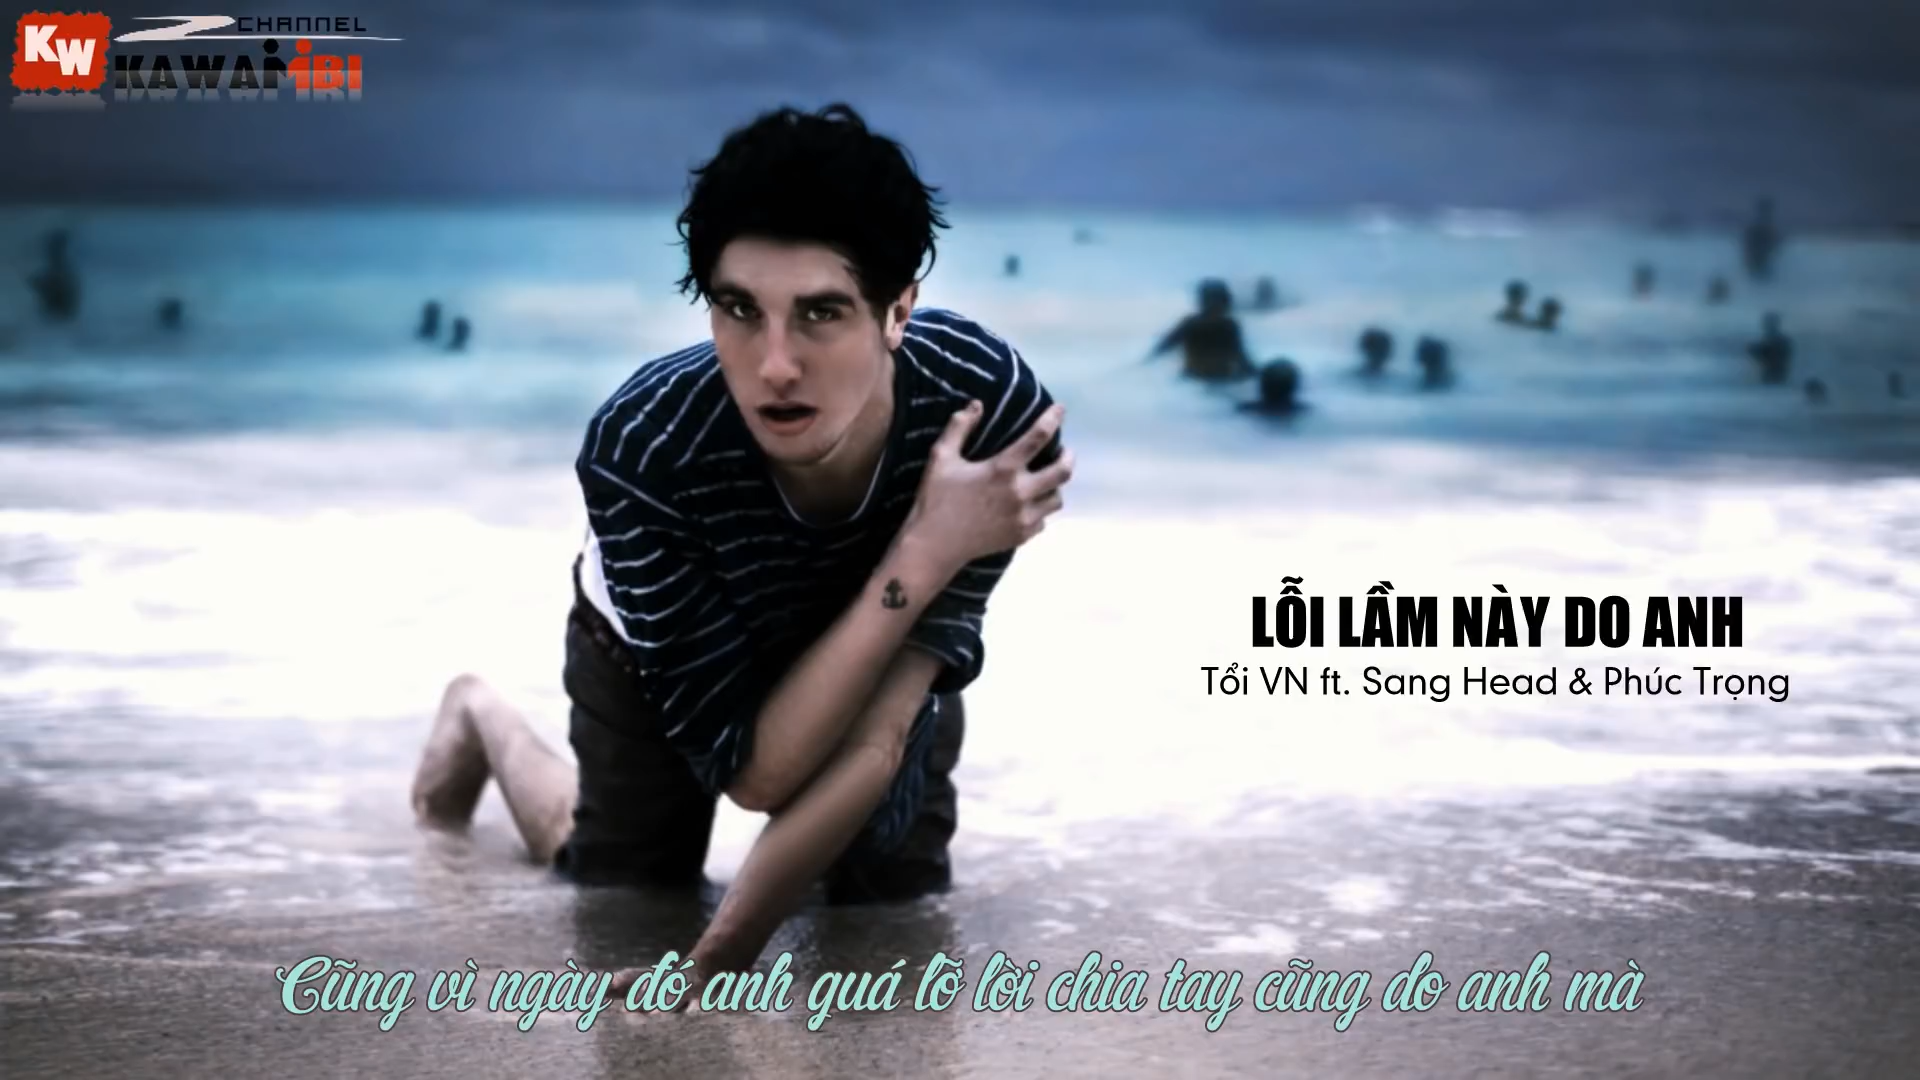 KW
CHANNEL
KAWAIIBI
LỖI LẦM NÀY DO ANH
Tổi VN ft. Sang Head & Phúc Trọng
Cũng vì ngày đó anh quá lỡ lời chia tay cũng do anh mà